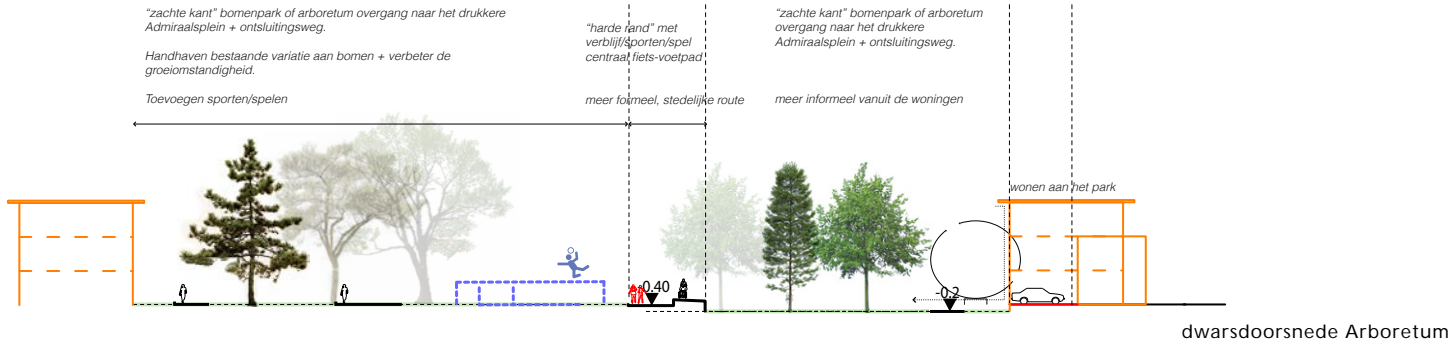 “zachte kant” bomenpark of arboretum overgang naar het drukkere
Admiraalsplein + ontsluitingsweg.
Handhaven bestaande variatie aan bomen + verbeter de
groeiomstandigheid.
Toevoegen sporten/spelen
“harde rand” met
verblijf/sporten/spel
centraal fiets-voetpad
meer formeel, stedelijke route
“zachte kant” bomenpark of arboretum
overgang naar het drukkere
Admiraalsplein + ontsluitingsweg.
meer informeel vanuit de woningen
wonen aan het park
0.40
-0.2
dwarsdoorsnede Arboretum